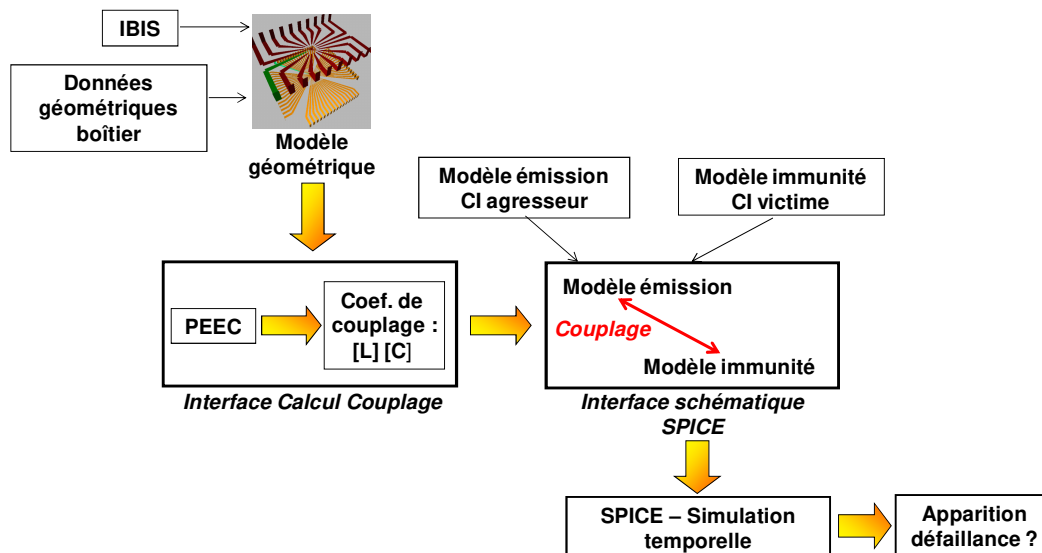 IBIS
Données
géométriques
boîtier
Modèle
géométrique
Modèle émission
CI agresseur
Modèle immunité
CI victime
PEEC
Coef. de
couplage :
[L] [C]
Interface Calcul Couplage
Modèle émission
Couplage
Modèle immunité
Interface schématique
SPICE
SPICE – Simulation
temporelle
Apparition
défaillance ?